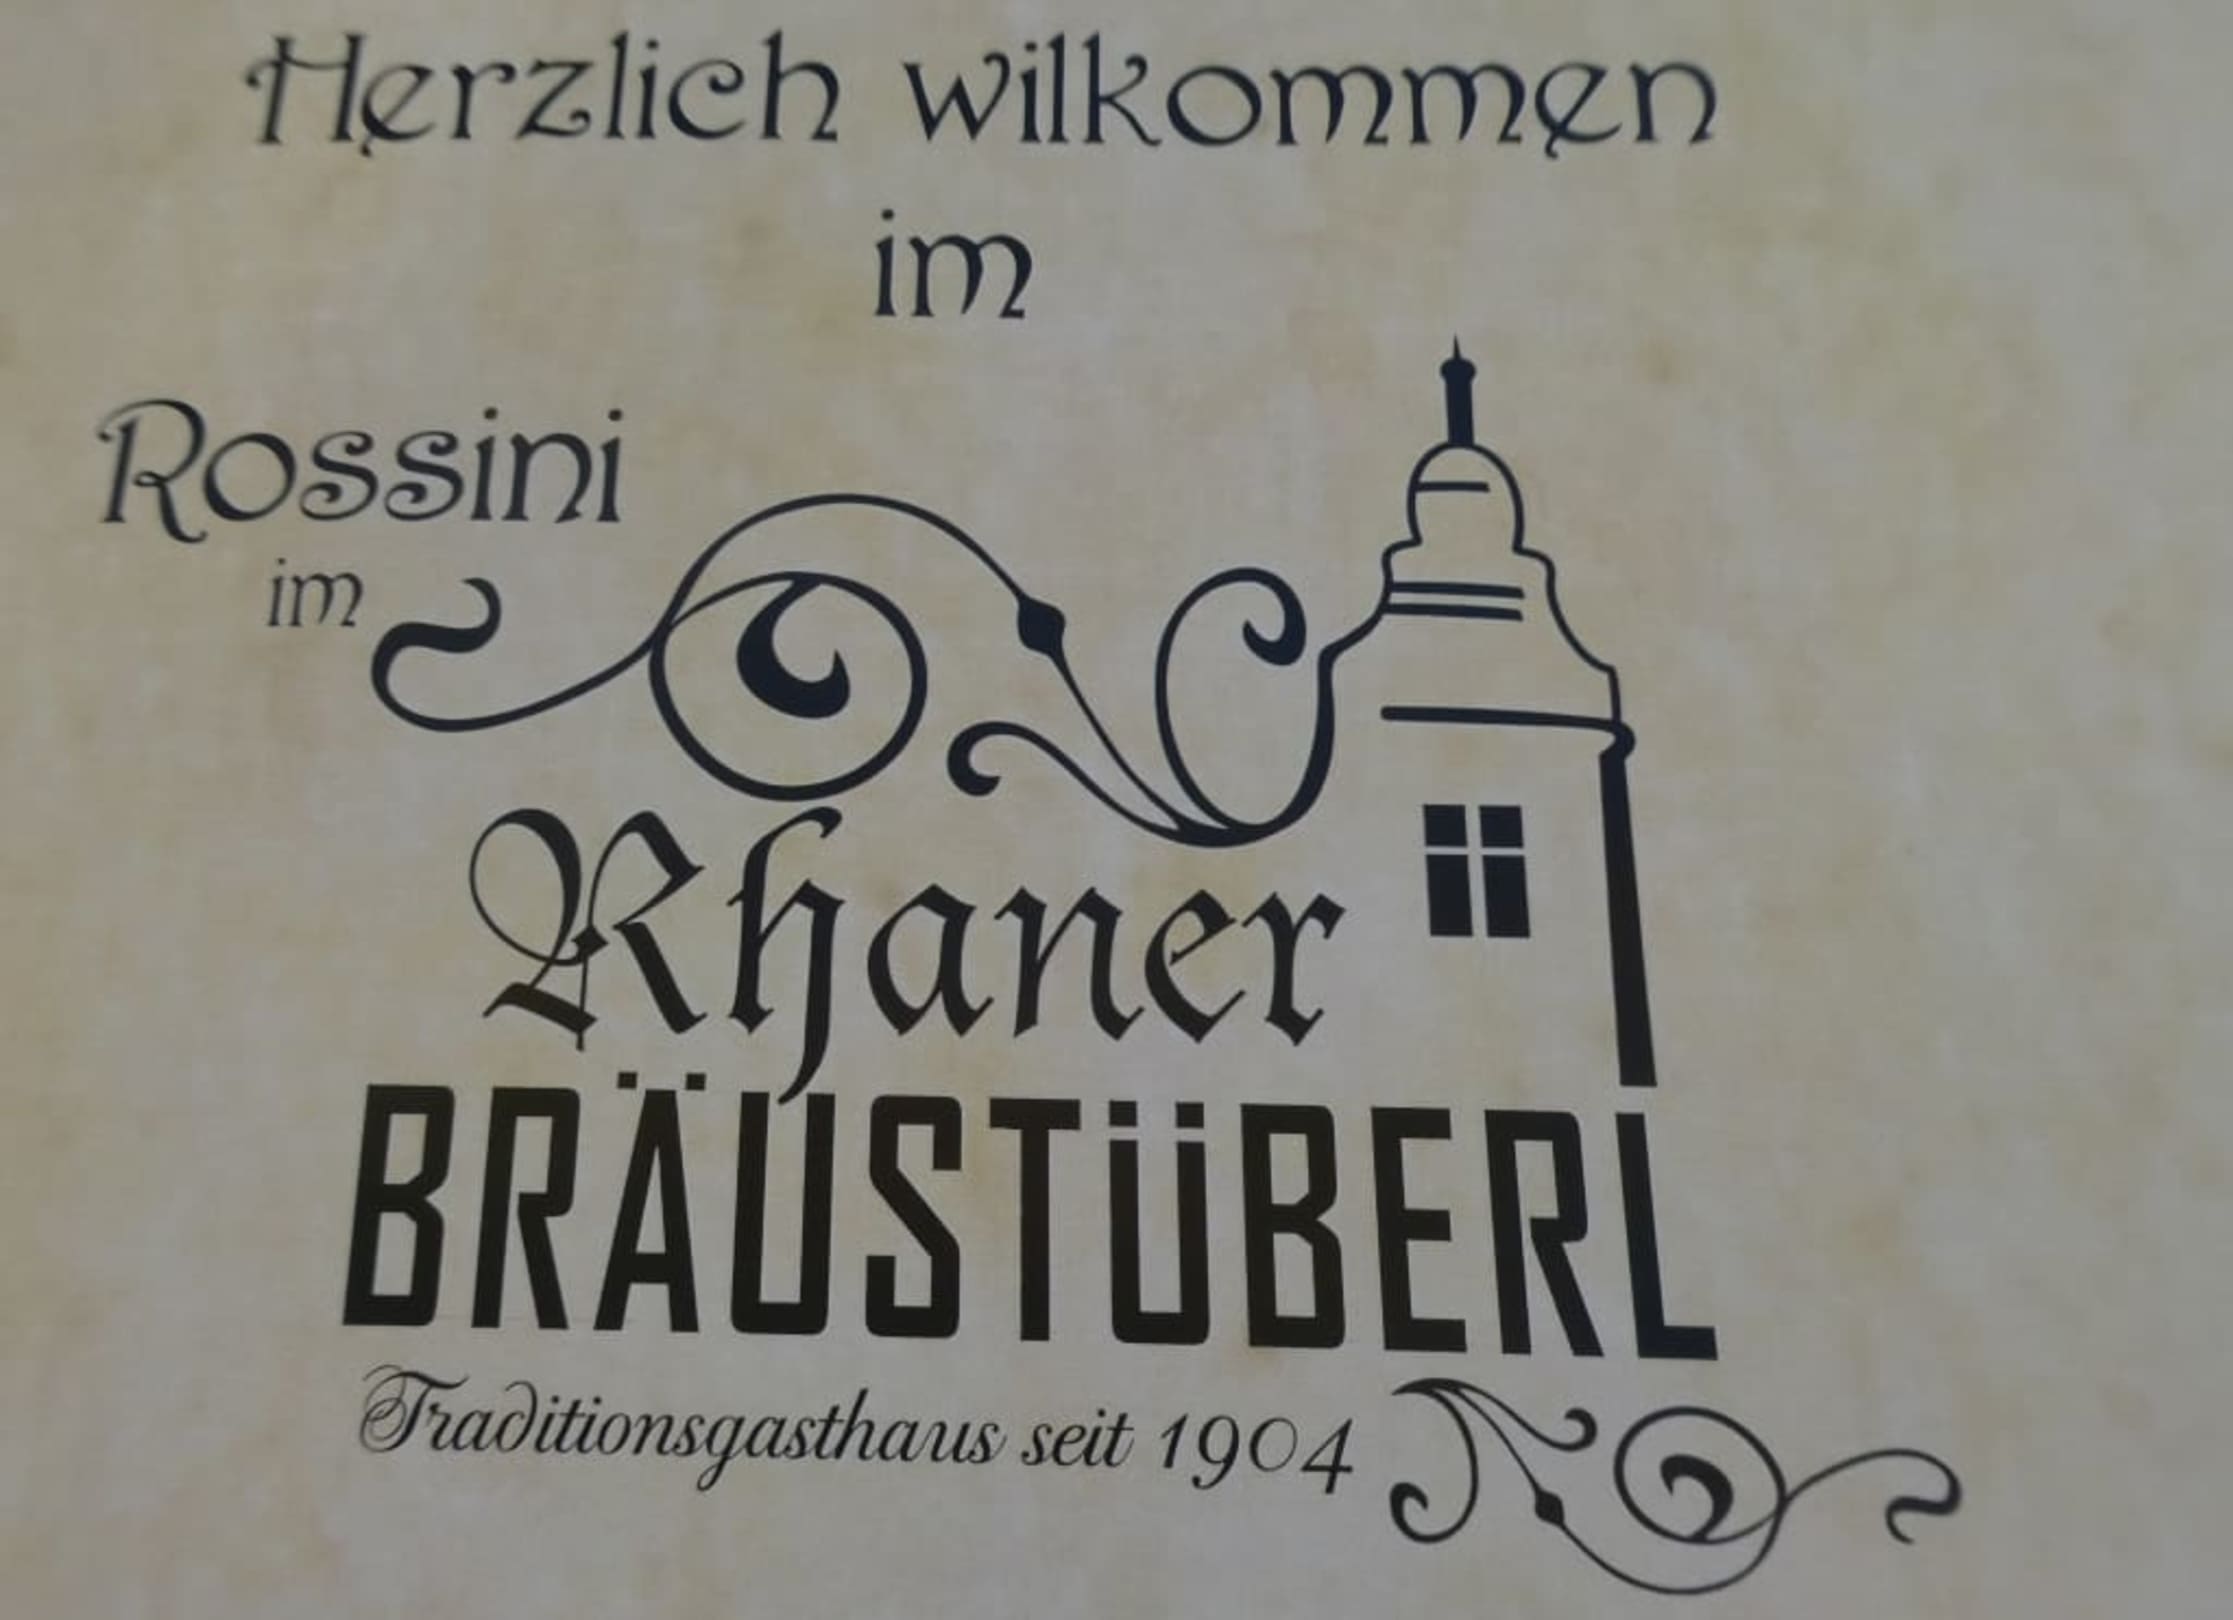 Herzlich wilkommen
im
Rossini
im
Rhaner
BRÄUSTÜBERL
Traditionsgasthaus seit 1904